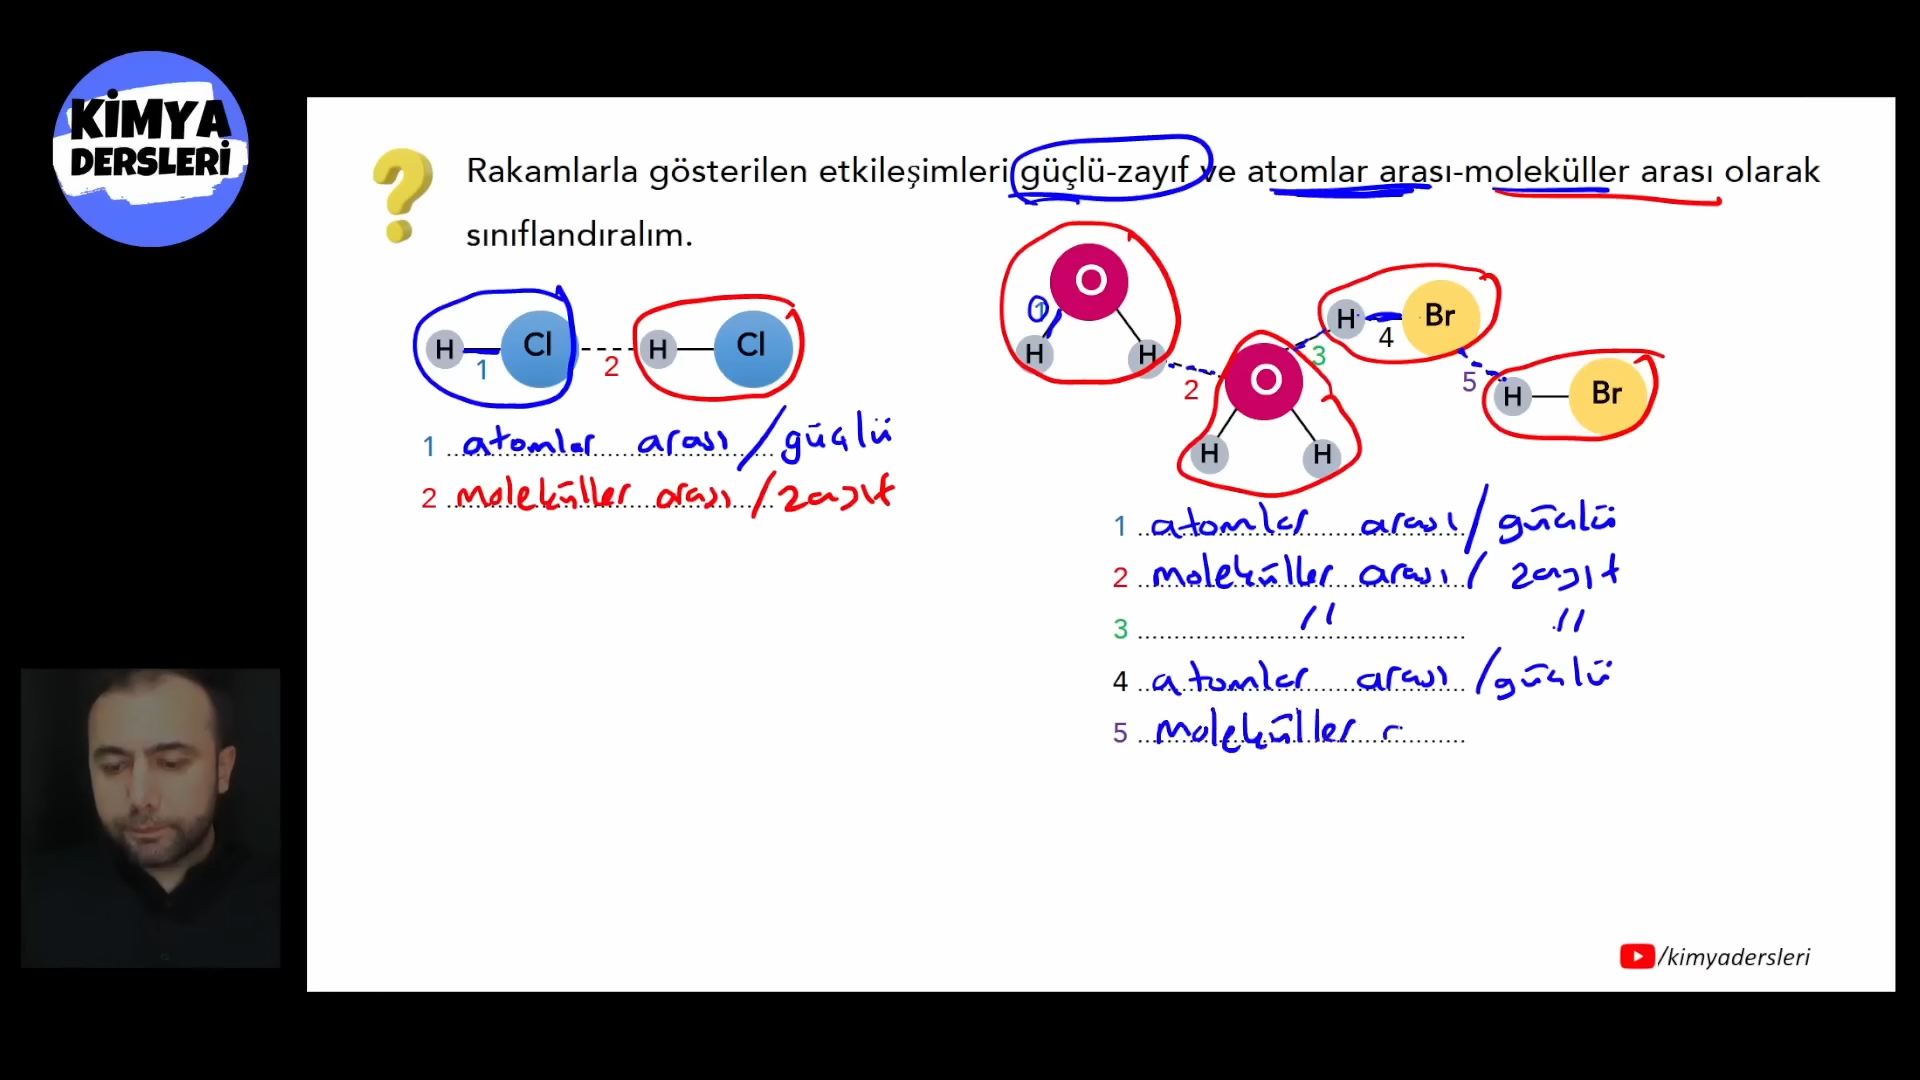 KİMYA
DERSLERİ
Rakamlarla gösterilen etkileşimleri güçlü-zayıf ve atomlar arası-moleküller arası olarak
sınıflandıralım.
H Cl H Cl
1 2
1 atomlar arası / güçlü
2 moleküller arası / zayıf
O
1
H H
2
O
H H
3
H Br
4
5
H Br
1 atomlar arası / güçlü
2 moleküller arası / zayıf
3 " "
4 atomlar arası / güçlü
5 moleküller
/kimyadersleri